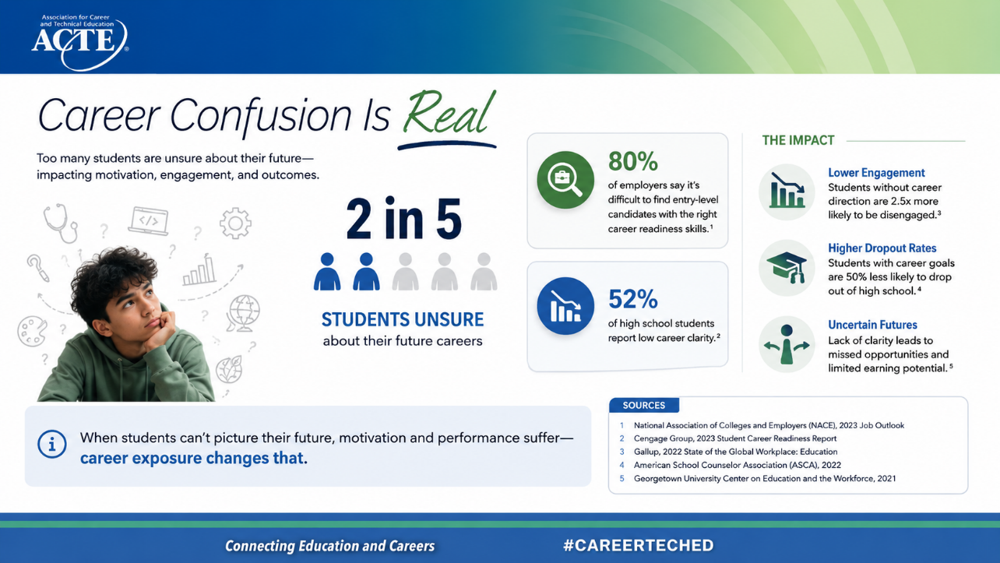 Association for Career
and Technical Education
ACTE®
Career Confusion Is Real
Too many students are unsure about their future—
impacting motivation, engagement, and outcomes.
</>
? ? ? ? ? ? ?
2 in 5
STUDENTS UNSURE
about their future careers
80%
of employers say it's
difficult to find entry-level
candidates with the right
career readiness skills.¹
52%
of high school students
report low career clarity.²
THE IMPACT
Lower Engagement
Students without career
direction are 2.5x more
likely to be disengaged.³
Higher Dropout Rates
Students with career goals
are 50% less likely to drop
out of high school.⁴
Uncertain Futures
Lack of clarity leads to
missed opportunities and
limited earning potential.⁵
i
When students can't picture their future, motivation and performance suffer—
career exposure changes that.
SOURCES
1 National Association of Colleges and Employers (NACE), 2023 Job Outlook
2 Cengage Group, 2023 Student Career Readiness Report
3 Gallup, 2022 State of the Global Workplace: Education
4 American School Counselor Association (ASCA), 2022
5 Georgetown University Center on Education and the Workforce, 2021
Connecting Education and Careers
#CAREERTECHED